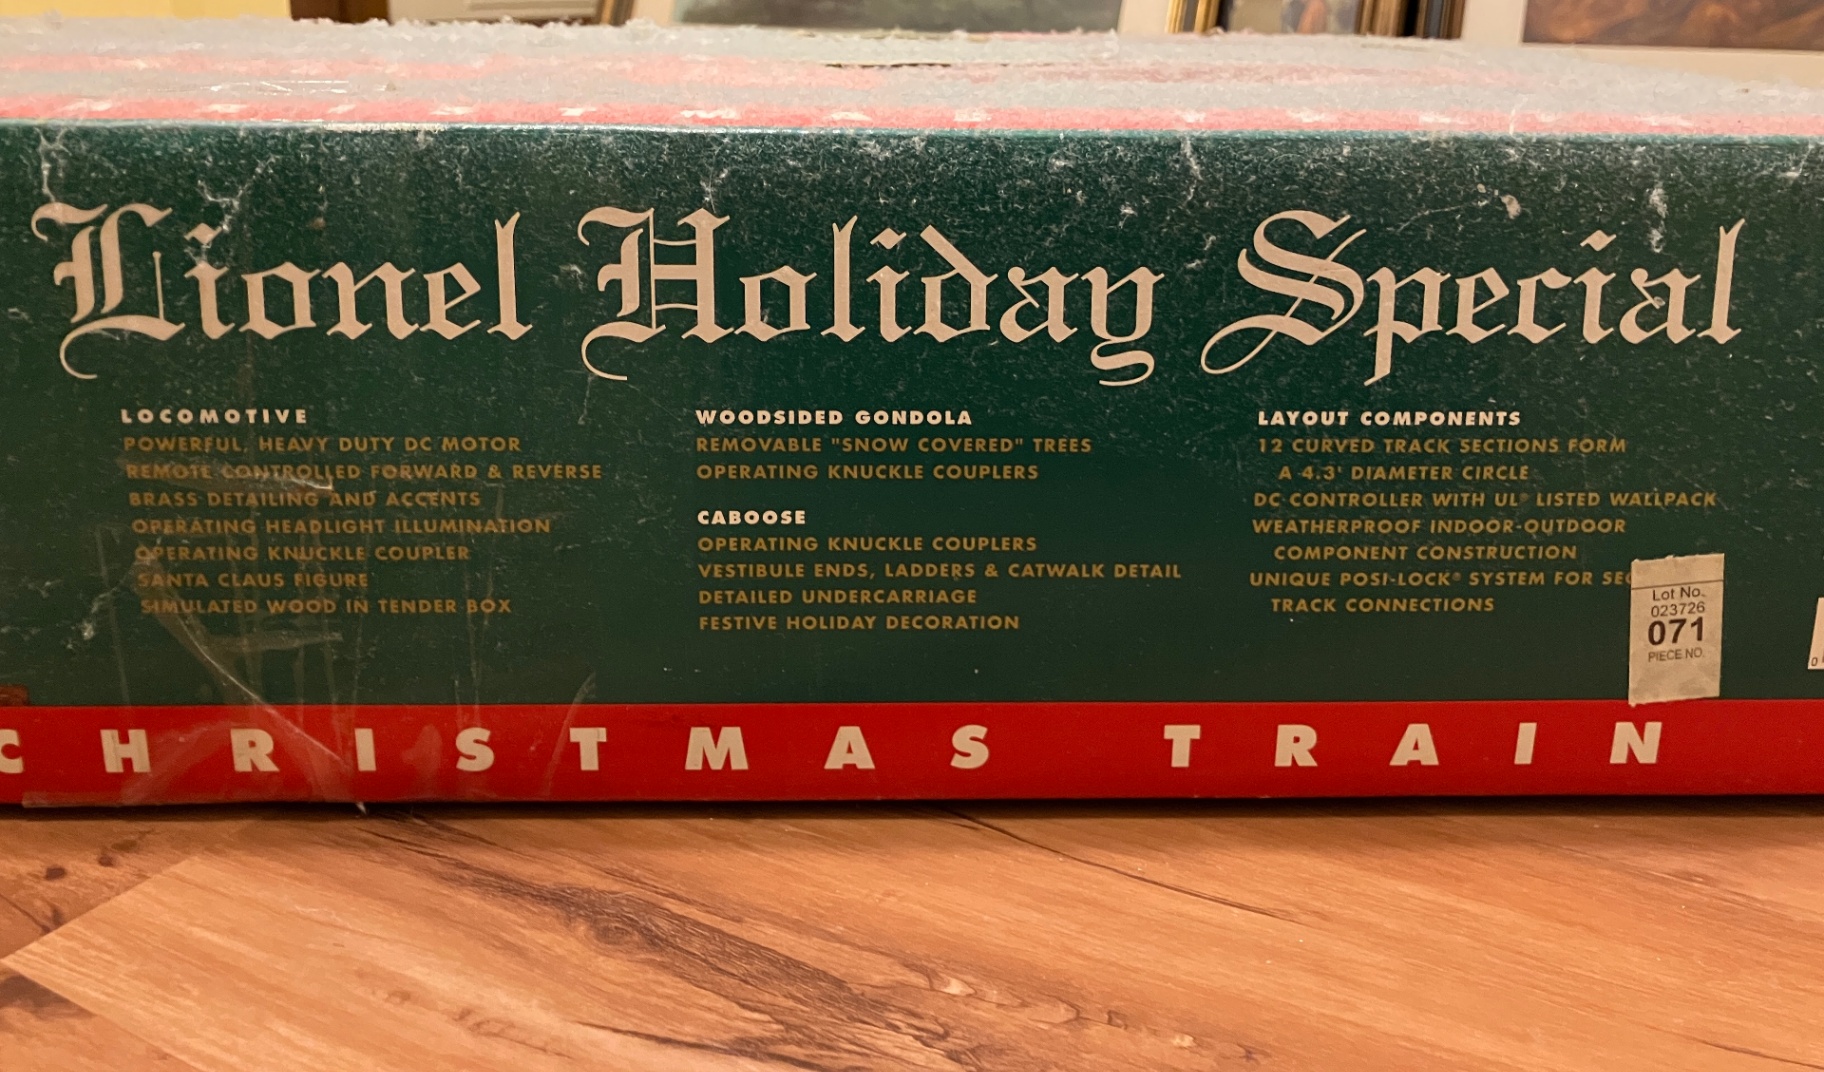 Lionel Holiday Special
LOCOMOTIVE
POWERFUL, HEAVY DUTY DC MOTOR
REMOTE CONTROLLED FORWARD & REVERSE
BRASS DETAILING AND ACCENTS
OPERATING HEADLIGHT ILLUMINATION
OPERATING KNUCKLE COUPLER
SANTA CLAUS FIGURE
SIMULATED WOOD IN TENDER BOX
WOODSIDED GONDOLA
REMOVABLE "SNOW COVERED" TREES
OPERATING KNUCKLE COUPLERS
CABOOSE
OPERATING KNUCKLE COUPLERS
VESTIBULE ENDS, LADDERS & CATWALK DETAIL
DETAILED UNDERCARRIAGE
FESTIVE HOLIDAY DECORATION
LAYOUT COMPONENTS
12 CURVED TRACK SECTIONS FORM
A 4.3' DIAMETER CIRCLE
DC CONTROLLER WITH UL® LISTED WALLPACK
WEATHERPROOF INDOOR-OUTDOOR
COMPONENT CONSTRUCTION
UNIQUE POSI-LOCK® SYSTEM FOR
TRACK CONNECTIONS
Lot No.
023726
071
PIECE NO.
CHRISTMAS TRAIN